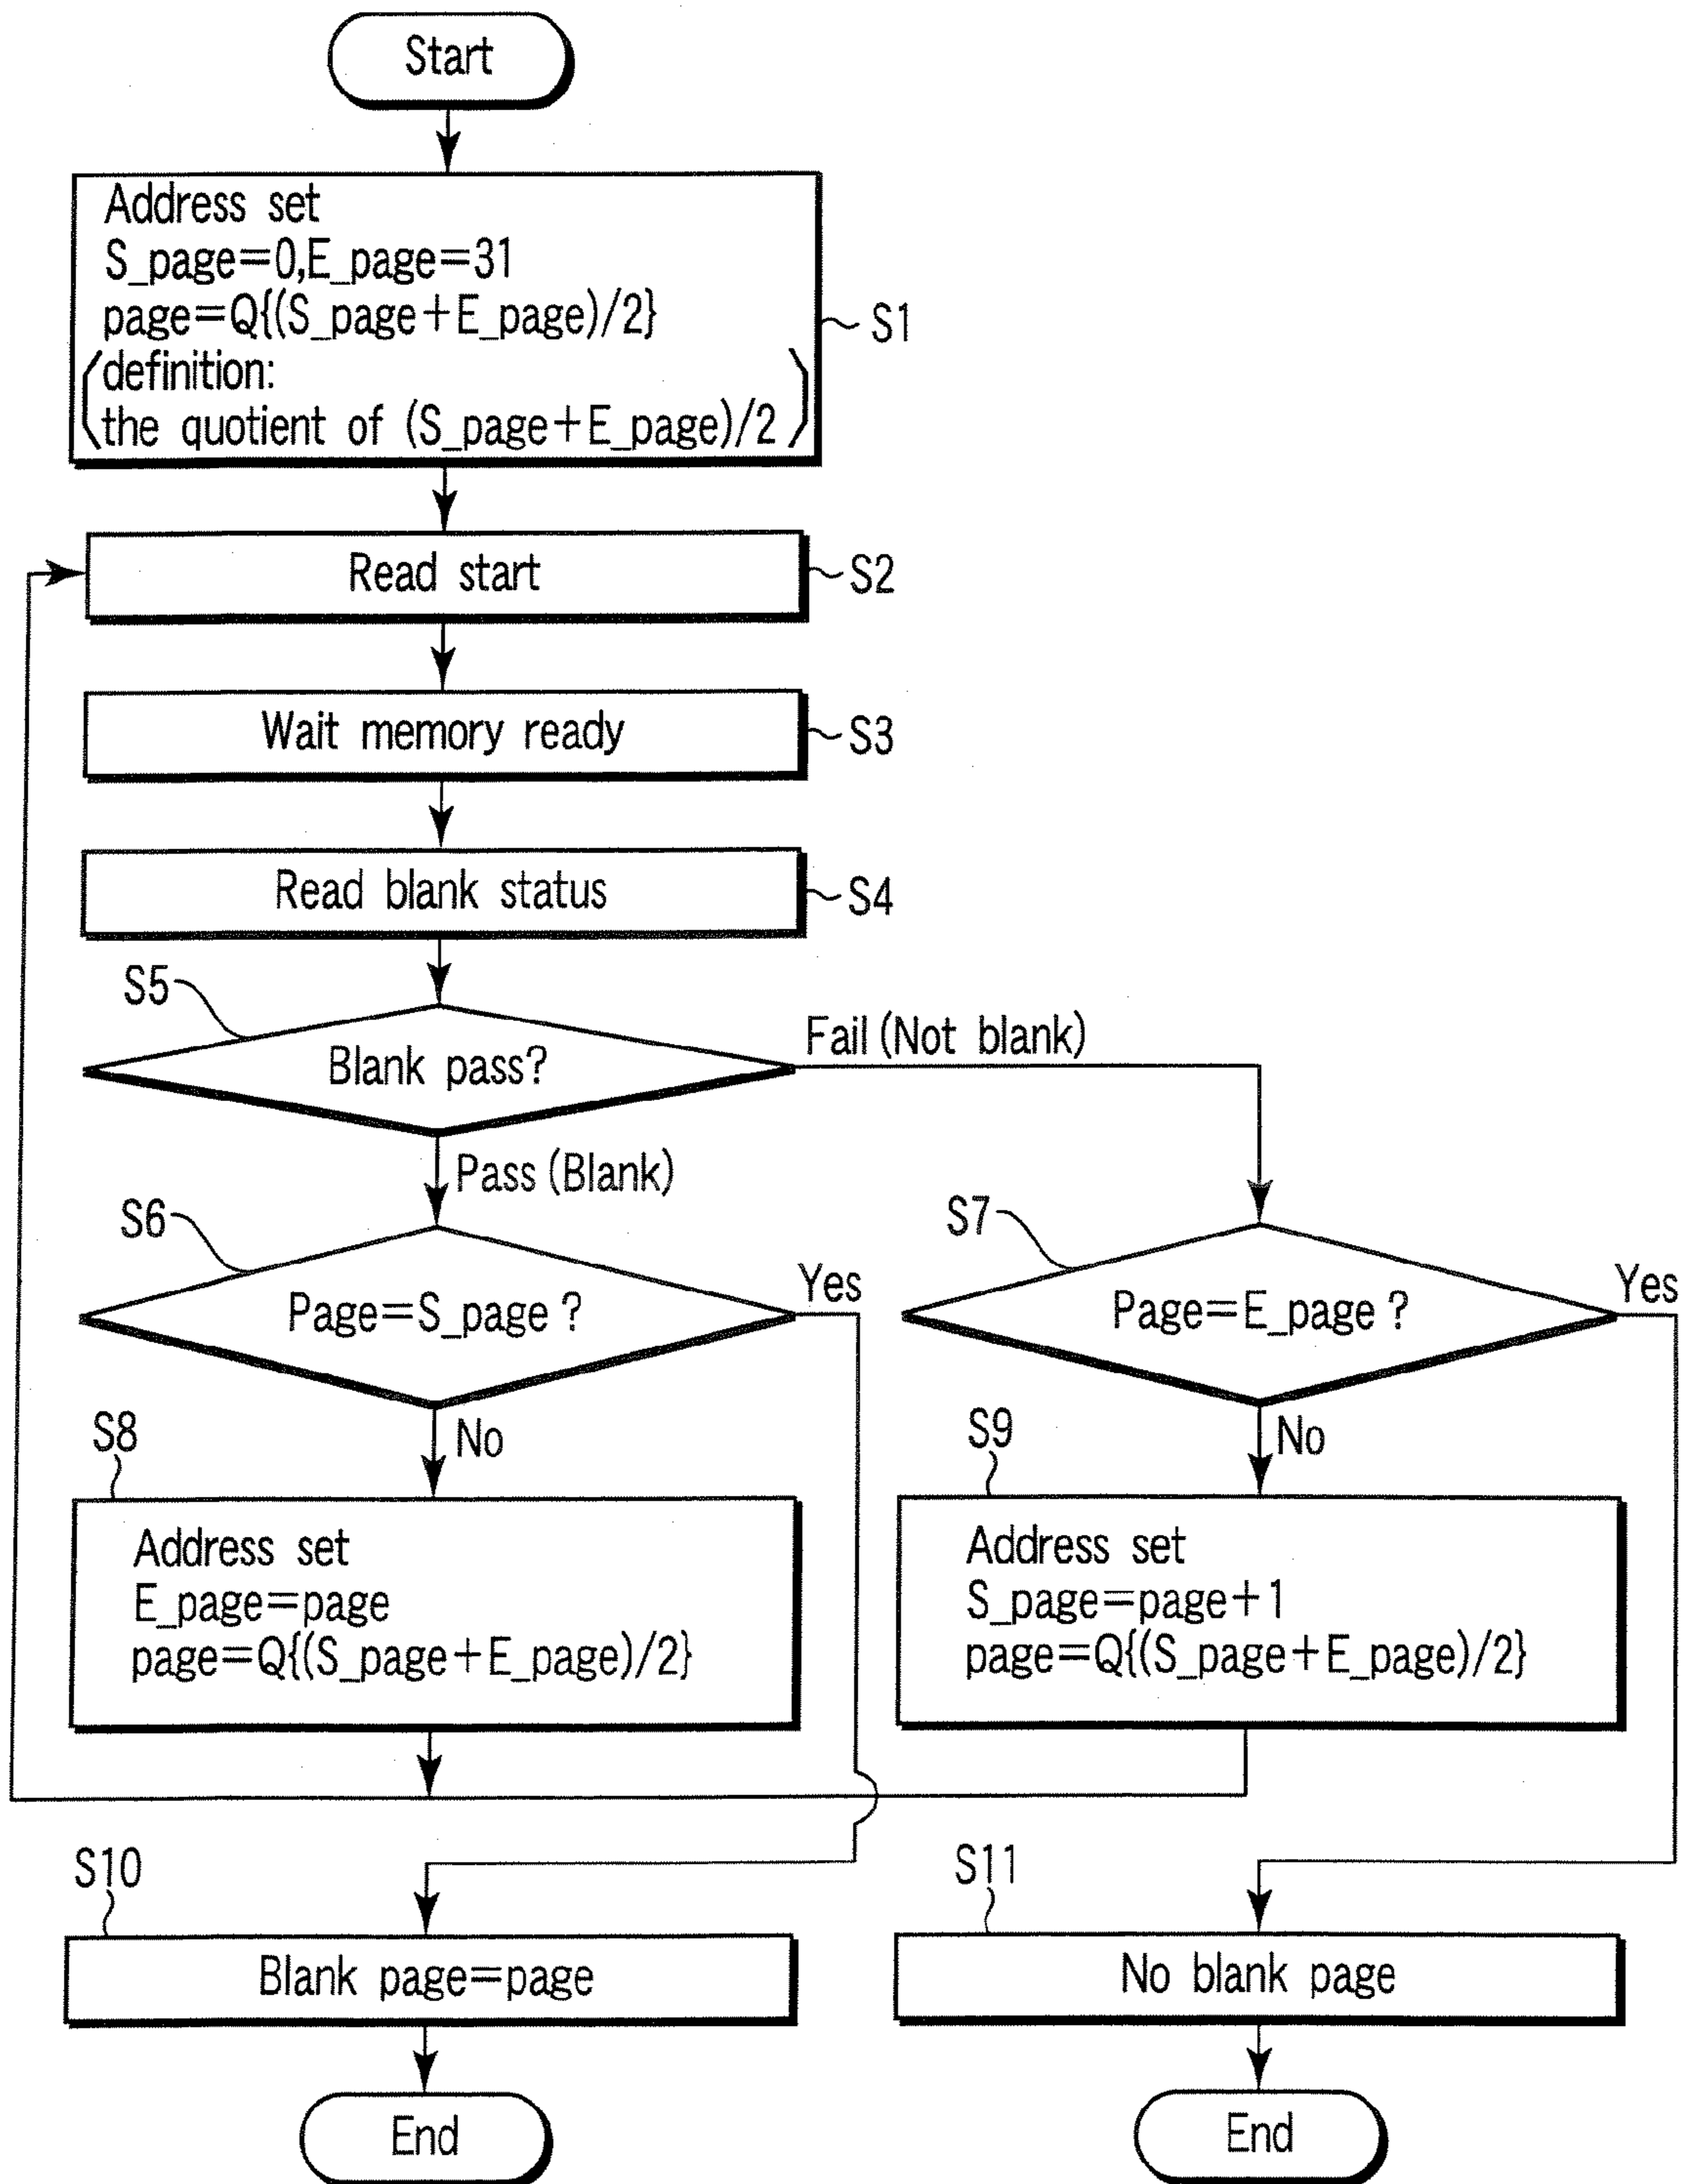 Start
Address set
S_page=0,E_page=31
page=Q{(S_page+E_page)/2}
(definition:
the quotient of (S_page+E_page)/2)
S1
Read start
S2
Wait memory ready
S3
Read blank status
S4
S5
Blank pass?
Fail (Not blank)
Pass (Blank)
S6
Page=S_page ?
Yes
S7
Page=E_page ?
Yes
No
No
S8
Address set
E_page=page
page=Q{(S_page+E_page)/2}
S9
Address set
S_page=page+1
page=Q{(S_page+E_page)/2}
S10
Blank page=page
S11
No blank page
End
End